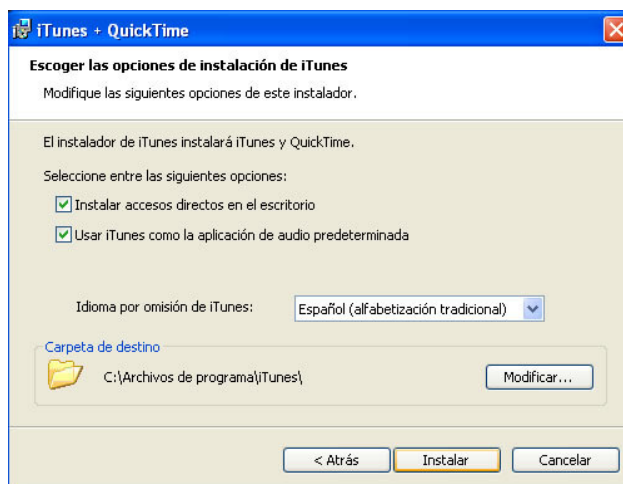 iTunes + QuickTime
Escoger las opciones de instalación de iTunes
Modifique las siguientes opciones de este instalador.
El instalador de iTunes instalará iTunes y QuickTime.
Seleccione entre las siguientes opciones:
Instalar accesos directos en el escritorio
Usar iTunes como la aplicación de audio predeterminada
Idioma por omisión de iTunes: Español (alfabetización tradicional)
Carpeta de destino
C:\Archivos de programa\iTunes\ Modificar...
< Atrás Instalar Cancelar